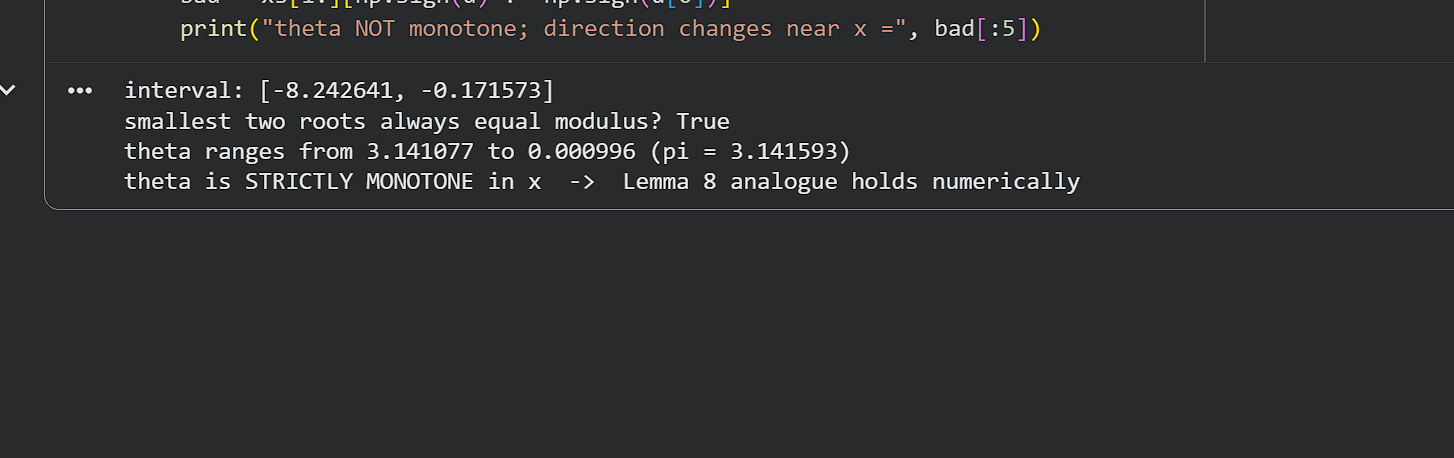 print("theta NOT monotone; direction changes near x =", bad[:5])
interval: [-8.242641, -0.171573]
smallest two roots always equal modulus? True
theta ranges from 3.141077 to 0.000996 (pi = 3.141593)
theta is STRICTLY MONOTONE in x  ->  Lemma 8 analogue holds numerically